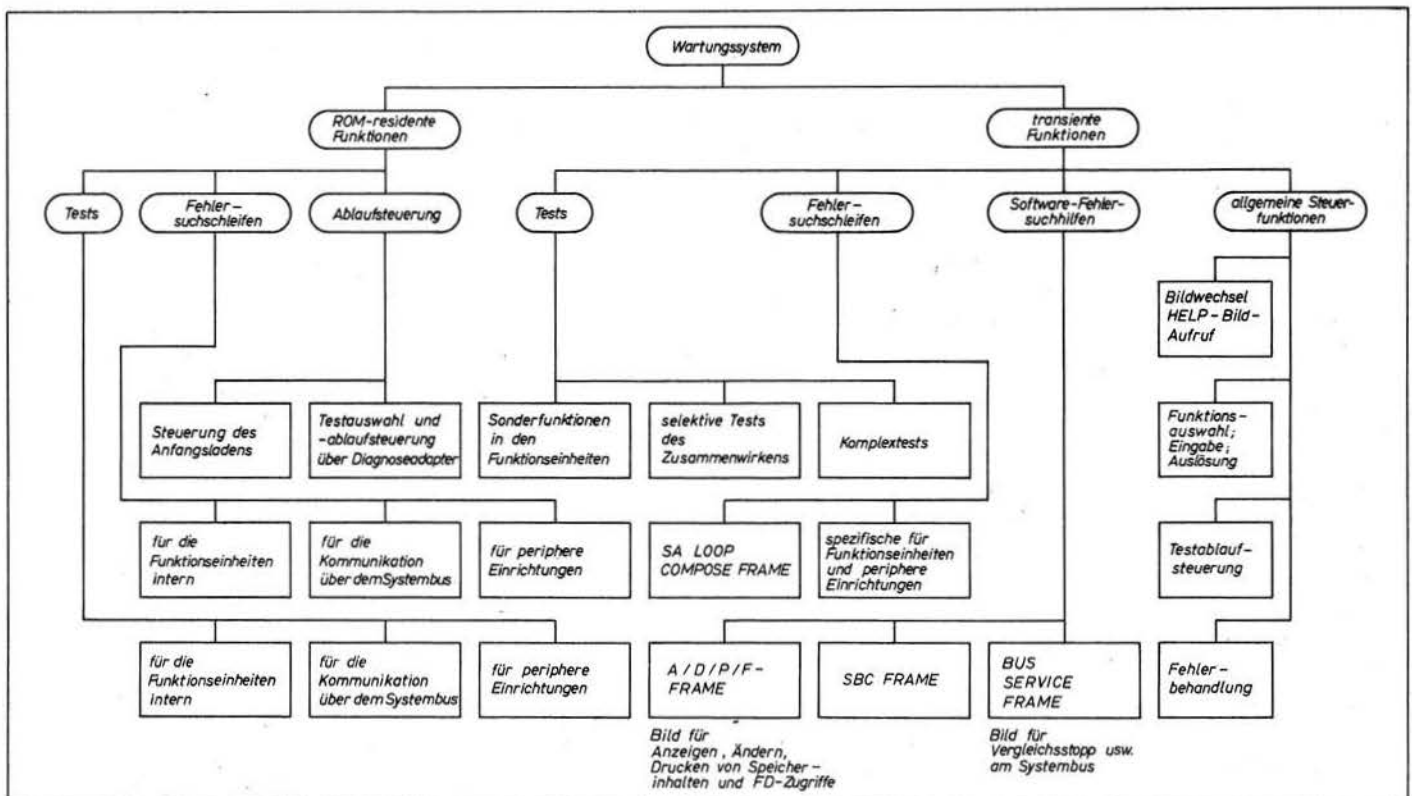 Wartungssystem
ROM-residente
Funktionen
transiente
Funktionen
Tests
Fehler-
suchschleifen
Ablaufsteuerung
Tests
Fehler-
suchschleifen
Software-Fehler-
suchhilfen
allgemeine Steuer-
funktionen
Bildwechsel
HELP-Bild-
Aufruf
Steuerung des
Anfangsladens
Testauswahl und
-ablaufsteuerung
über Diagnoseadapter
Sonderfunktionen
in den
Funktionseinheiten
selektive Tests
des
Zusammenwirkens
Komplextests
Funktions-
auswahl;
Eingabe;
Auslösung
für die
Funktionseinheiten
intern
für die
Kommunikation
über dem Systembus
für periphere
Einrichtungen
SA LOOP
COMPOSE FRAME
spezifische für
Funktionseinheiten
und periphere
Einrichtungen
Testablauf-
steuerung
für die
Funktionseinheiten
intern
für die
Kommunikation
über dem Systembus
für periphere
Einrichtungen
A/D/P/F-
FRAME
SBC FRAME
BUS
SERVICE
FRAME
Fehler-
behandlung
Bild für
Anzeigen, Ändern,
Drucken von Speicher-
inhalten und FD-Zugriffe
Bild für
Vergleichsstopp usw.
am Systembus